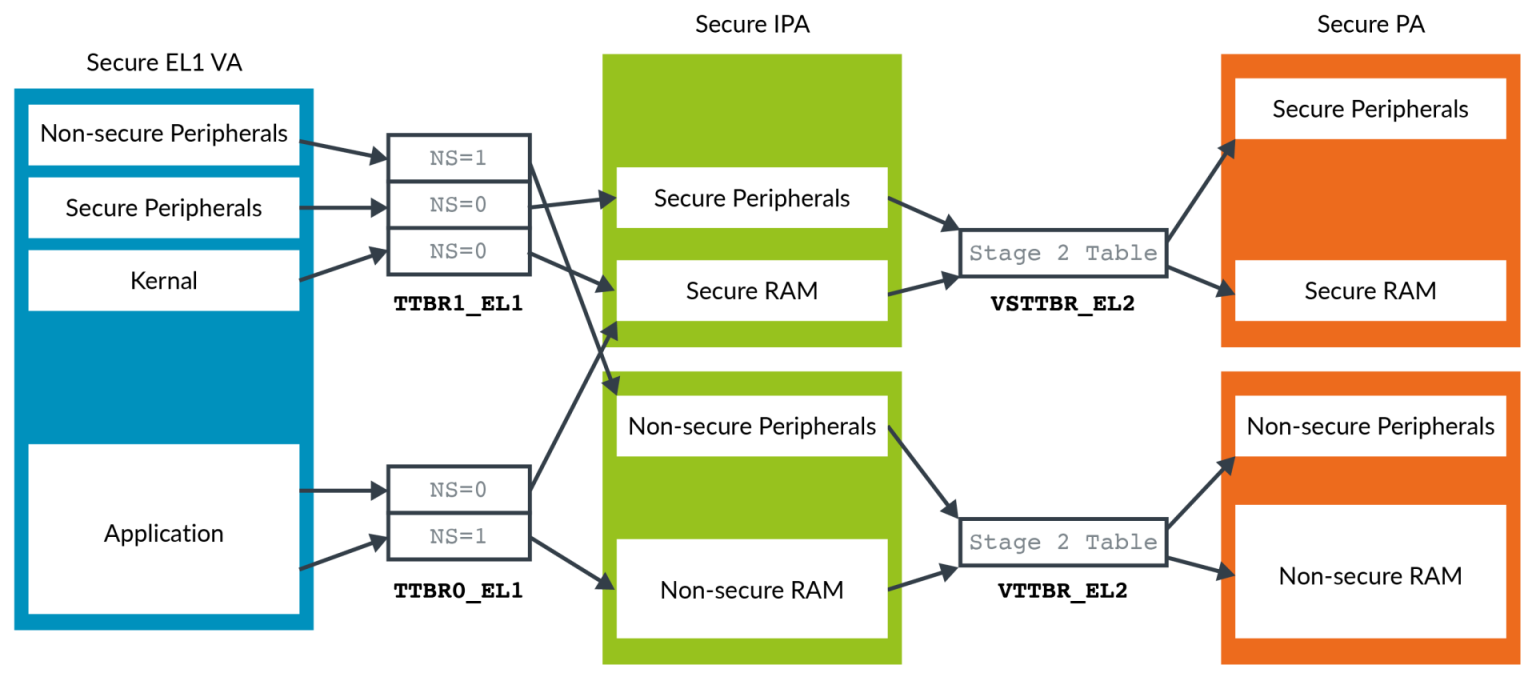 Secure EL1 VA
Non-secure Peripherals
Secure Peripherals
Kernal
Application
NS=1
NS=0
NS=0
TTBR1_EL1
NS=0
NS=1
TTBR0_EL1
Secure IPA
Secure Peripherals
Secure RAM
Non-secure Peripherals
Non-secure RAM
Stage 2 Table
VSTTBR_EL2
Stage 2 Table
VTTBR_EL2
Secure PA
Secure Peripherals
Secure RAM
Non-secure Peripherals
Non-secure RAM